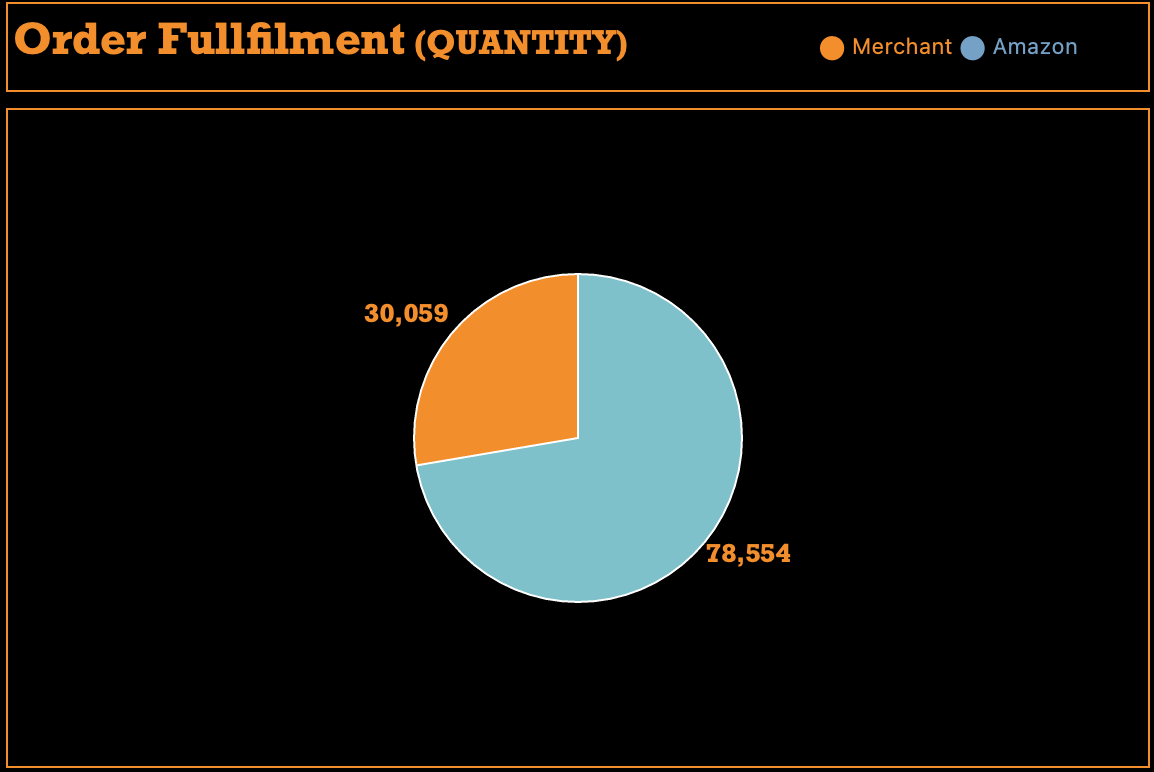 Order Fullfilment (QUANTITY)
Merchant Amazon
30,059
78,554